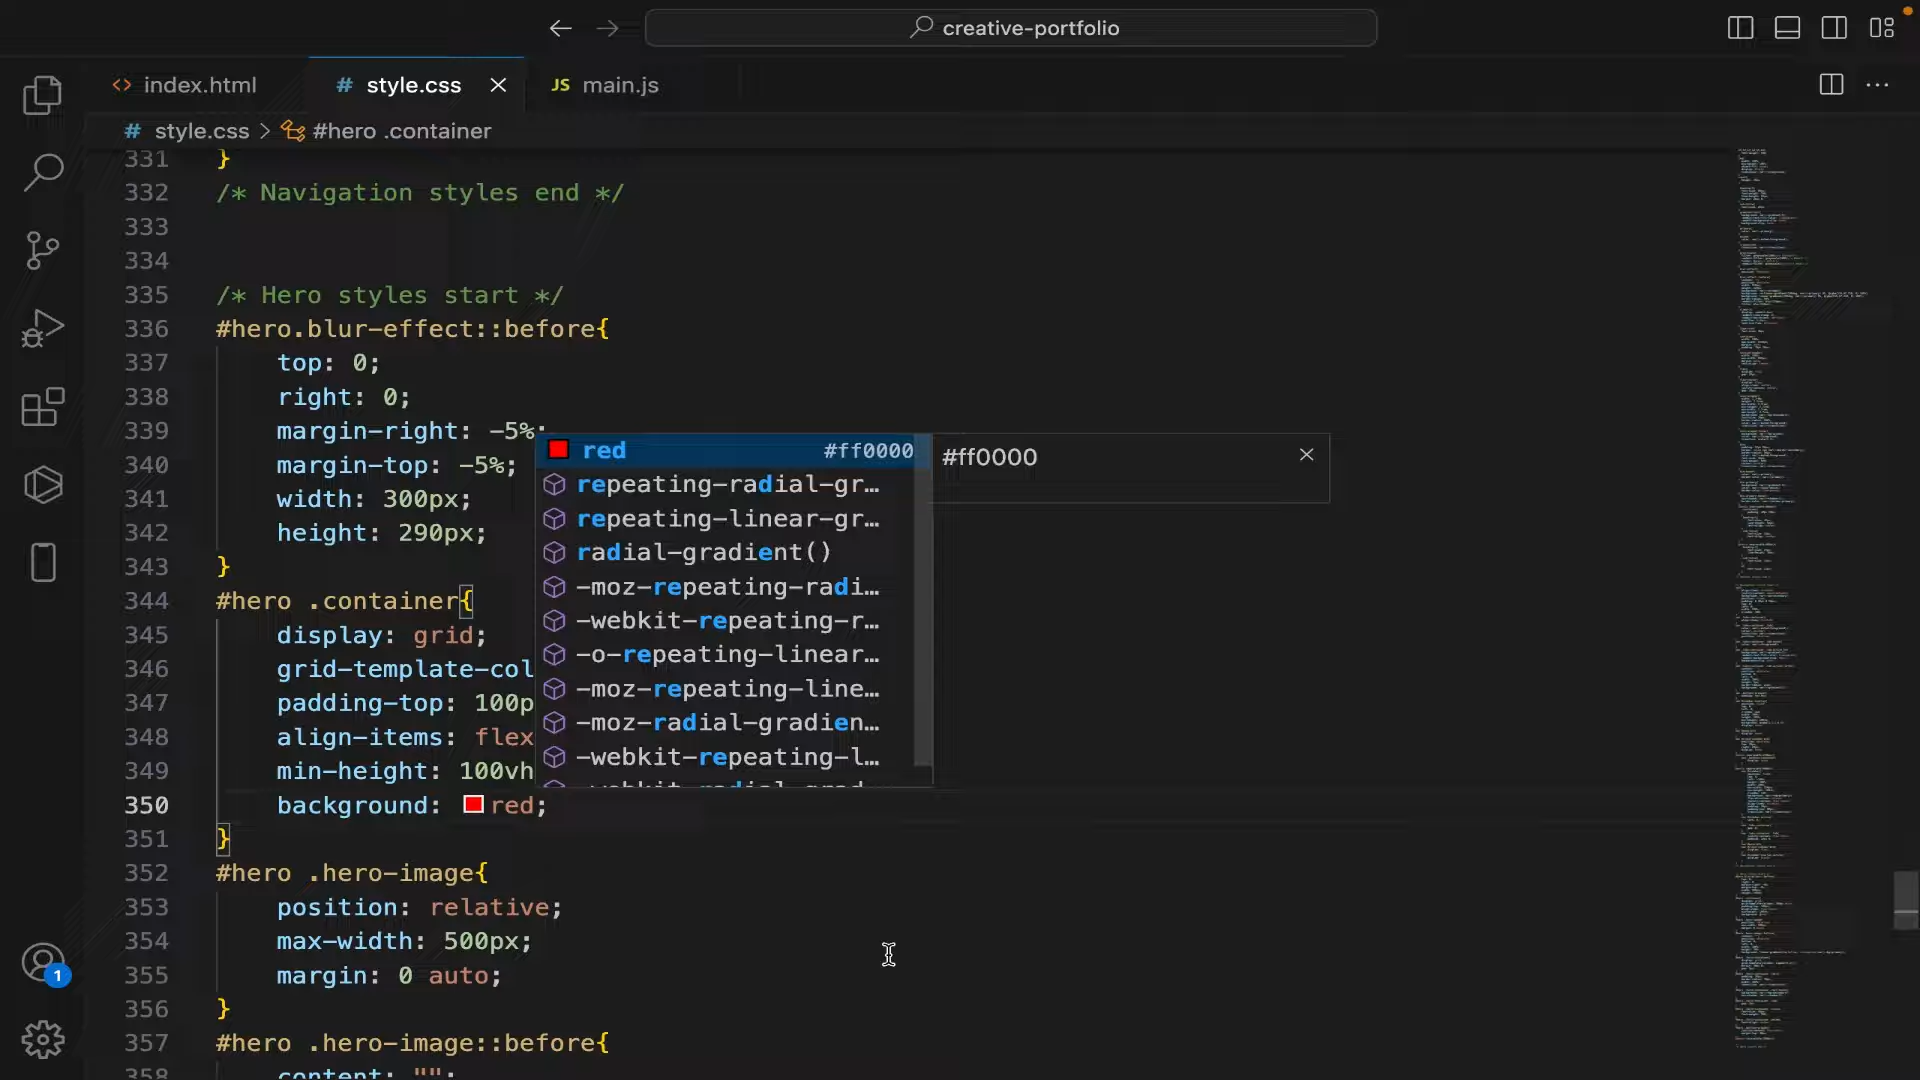 creative-portfolio
index.html
# style.css
JS main.js
# style.css > #hero .container
331 }
332 /* Navigation styles end */
333
334
335 /* Hero styles start */
336 #hero.blur-effect::before{
337 top: 0;
338 right: 0;
339 margin-right: -5%;
340 margin-top: -5%;
341 width: 300px;
342 height: 290px;
343 }
344 #hero .container{
345 display: grid;
346 grid-template-col
347 padding-top: 100p
348 align-items: flex
349 min-height: 100vh
350 background: red;
351 }
352 #hero .hero-image{
353 position: relative;
354 max-width: 500px;
355 margin: 0 auto;
356 }
357 #hero .hero-image::before{
358 content: "";
red #ff0000
repeating-radial-gr…
repeating-linear-gr…
radial-gradient()
-moz-repeating-radi…
-webkit-repeating-r…
-o-repeating-linear…
-moz-repeating-line…
-moz-radial-gradien…
-webkit-repeating-l…
#ff0000
1